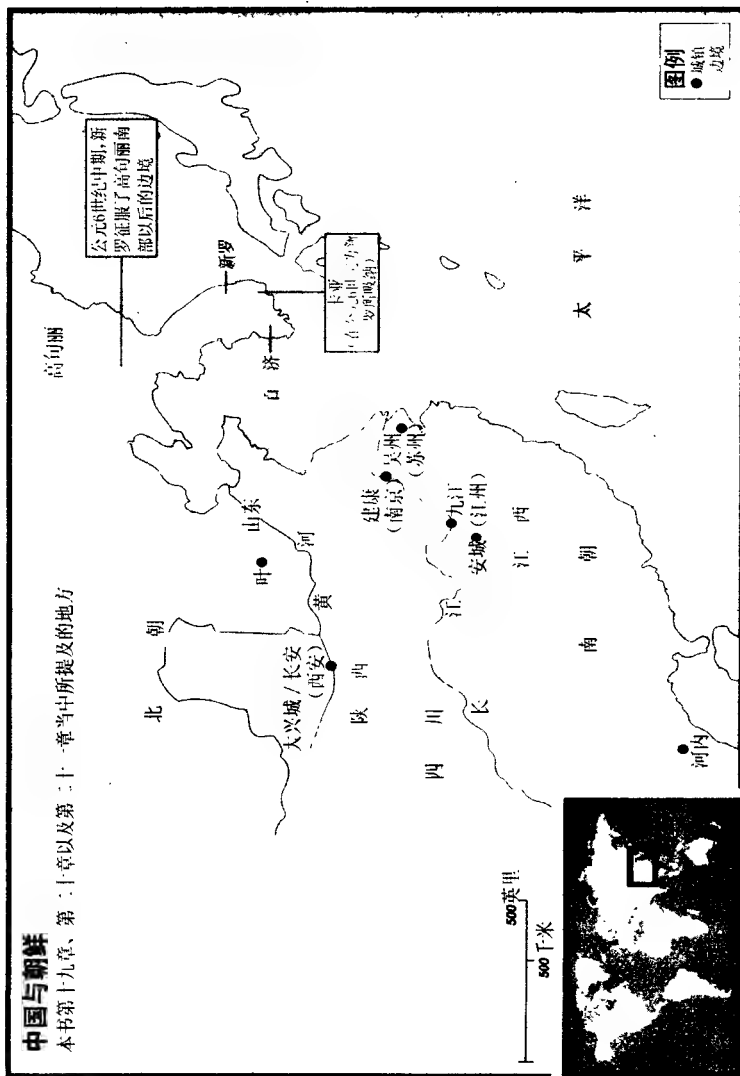 中国与朝鲜
本书第十九章、第二十章以及第二十一章当中所提及的地方
高句丽
公元6世纪中期,新
罗征服了高句丽南
部以后的边境
新罗
百济
卡亚
罗所吸纳)
北朝
山东
叶
黄河
大兴城/长安
(西安)
陕西
建康
(南京)
吴州
(苏州)
九江
安城
(江州)
江西
四川
长江
南朝
太平洋
河内
500英里
500千米
图例
城镇
边境